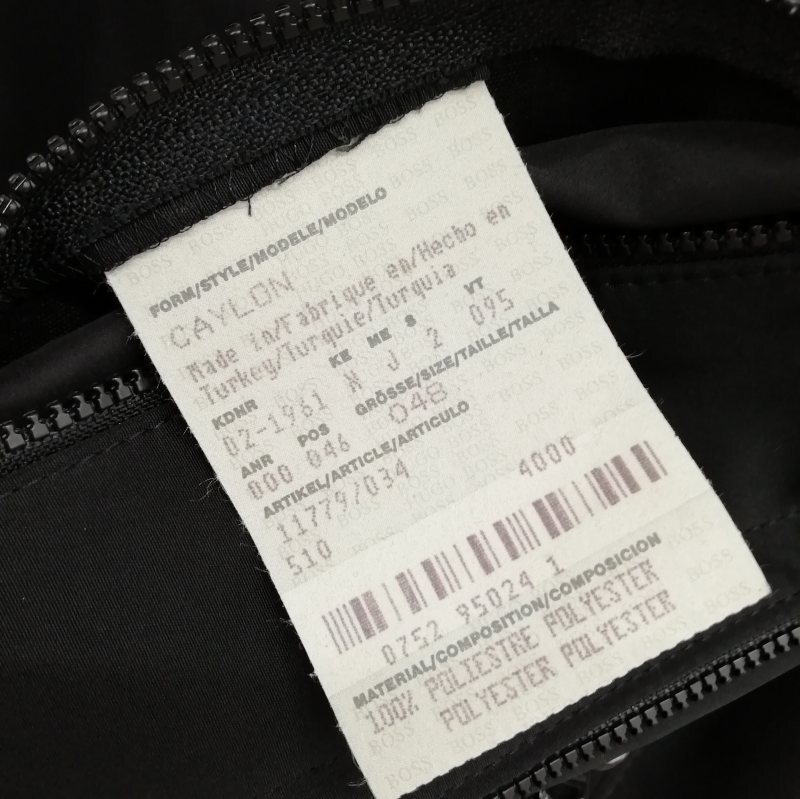 FORM/STYLE/MODELE/MODELO
CAYLON
Made in/Fabrique en/Hecho en
Turkey/Turquie/Turquia
KDNR KE ME S VT
02-1961 N J 2 095
ANR POS GRÖSSE/SIZE/TAILLE/TALLA
000 046 048
ARTIKEL/ARTICLE/ARTICULO
11779/034 4000
510
0752 95024 1
MATERIAL/COMPOSITION/COMPOSICION
100% POLIESTRE POLYESTER
POLYESTER POLYESTER